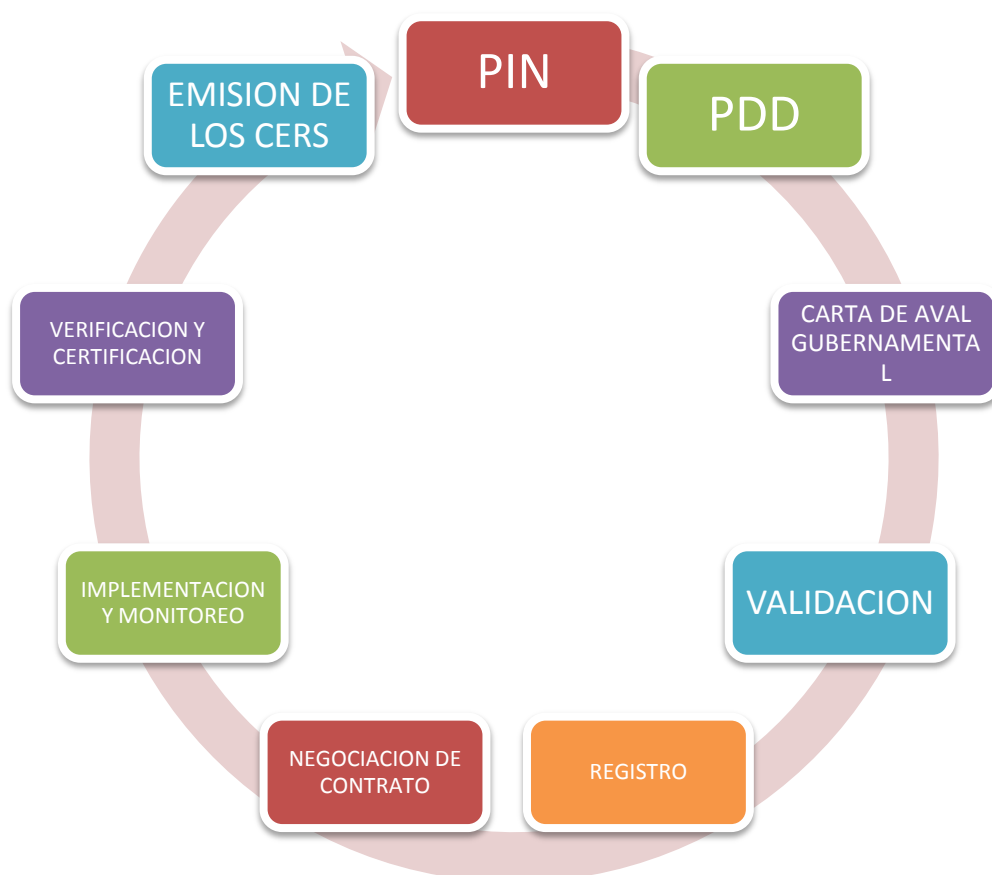 PIN
PDD
CARTA DE AVAL
GUBERNAMENTA
L
VALIDACION
REGISTRO
NEGOCIACION DE
CONTRATO
IMPLEMENTACION
Y MONITOREO
VERIFICACION Y
CERTIFICACION
EMISION DE
LOS CERS